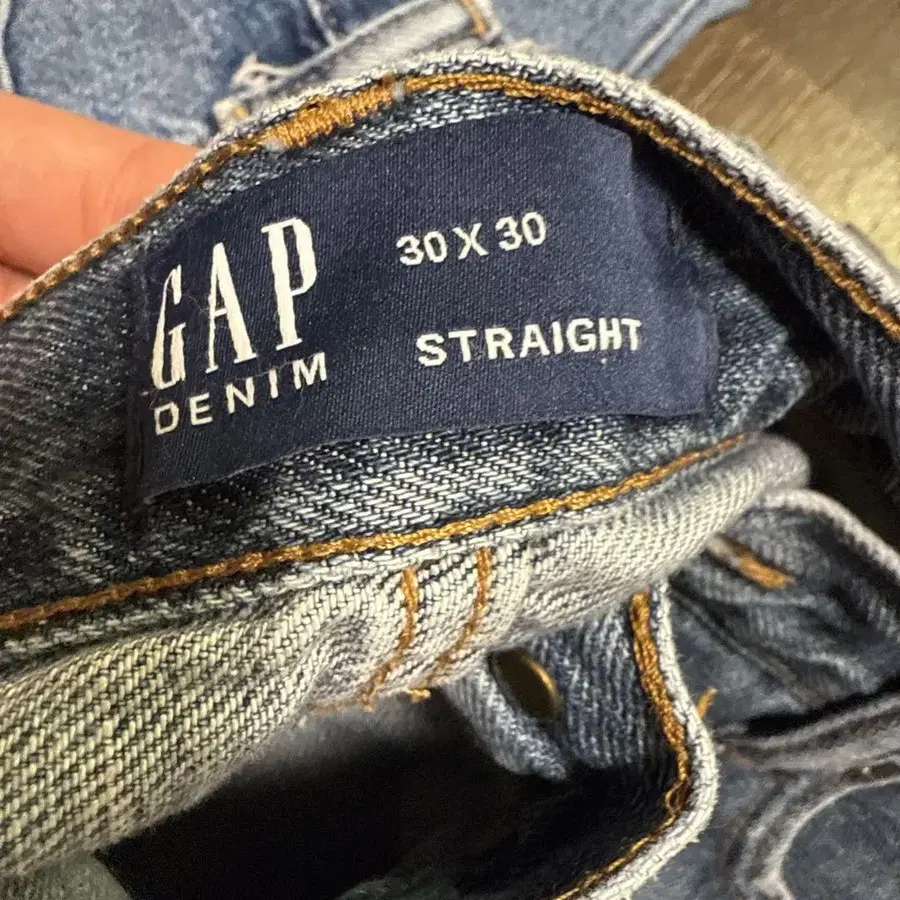 GAP
DENIM
30 X 30
STRAIGHT